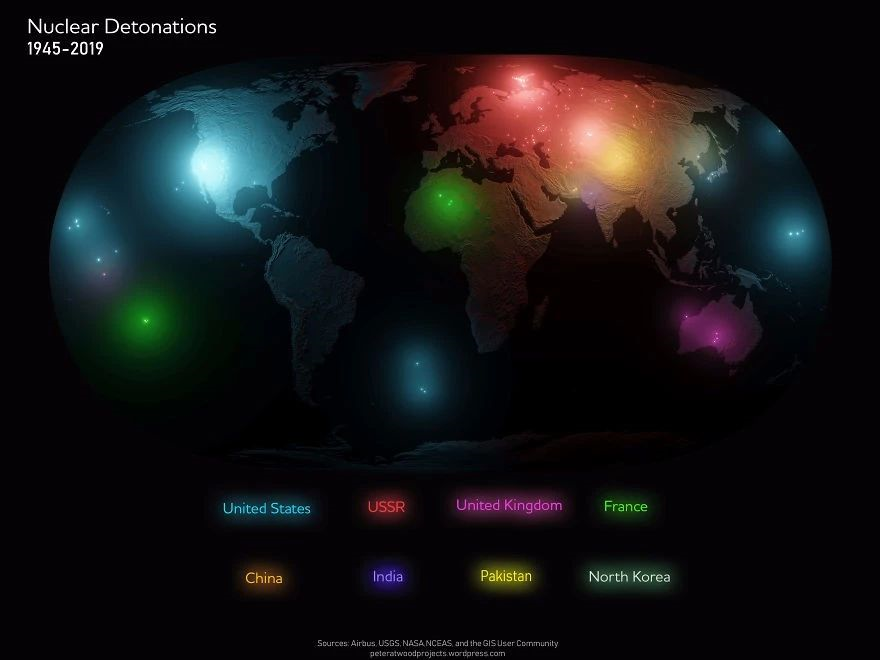 Nuclear Detonations
1945-2019
United States USSR United Kingdom France
China India Pakistan North Korea
Sources: Airbus, USGS, NASA, NCEAS, and the GIS User Community
peteratwoodprojects.wordpress.com